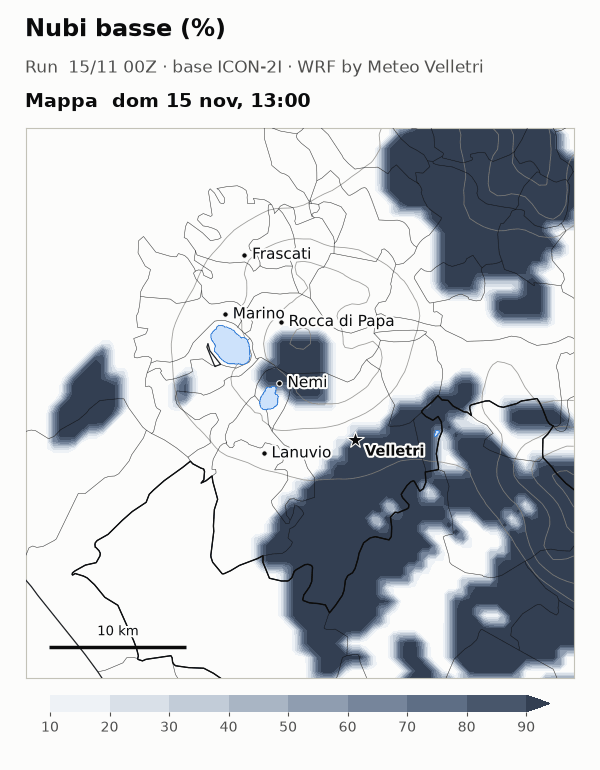 Nubi basse (%)
Run  15/11 00Z · base ICON-2I · WRF by Meteo Velletri
Mappa  dom 15 nov, 13:00
Frascati
Marino
Rocca di Papa
Nemi
Velletri
Lanuvio
10 km
10 20 30 40 50 60 70 80 90